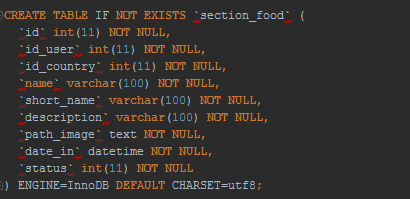 CREATE TABLE IF NOT EXISTS `section_food` (
`id` int(11) NOT NULL,
`id_user` int(11) NOT NULL,
`id_country` int(11) NOT NULL,
`name` varchar(100) NOT NULL,
`short_name` varchar(100) NOT NULL,
`description` varchar(100) NOT NULL,
`path_image` text NOT NULL,
`date_in` datetime NOT NULL,
`status` int(11) NOT NULL
) ENGINE=InnoDB DEFAULT CHARSET=utf8;